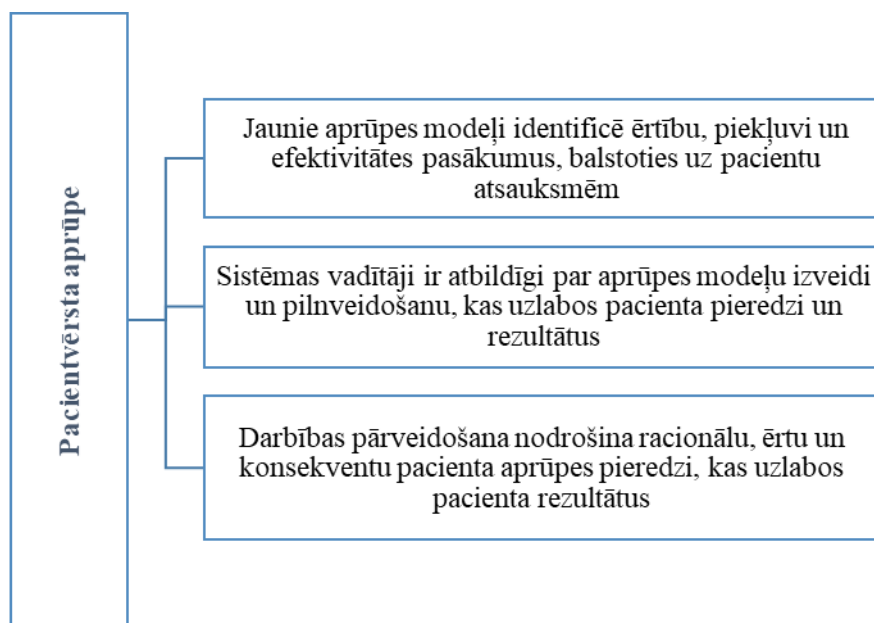 Pacientvērsta aprūpe
Jaunie aprūpes modeļi identificē ērtību, piekļuvi un
efektivitātes pasākumus, balstoties uz pacientu
atsauksmēm
Sistēmas vadītāji ir atbildīgi par aprūpes modeļu izveidi
un pilnveidošanu, kas uzlabos pacienta pieredzi un
rezultātus
Darbības pārveidošana nodrošina racionālu, ērtu un
konsekventu pacienta aprūpes pieredzi, kas uzlabos
pacienta rezultātus